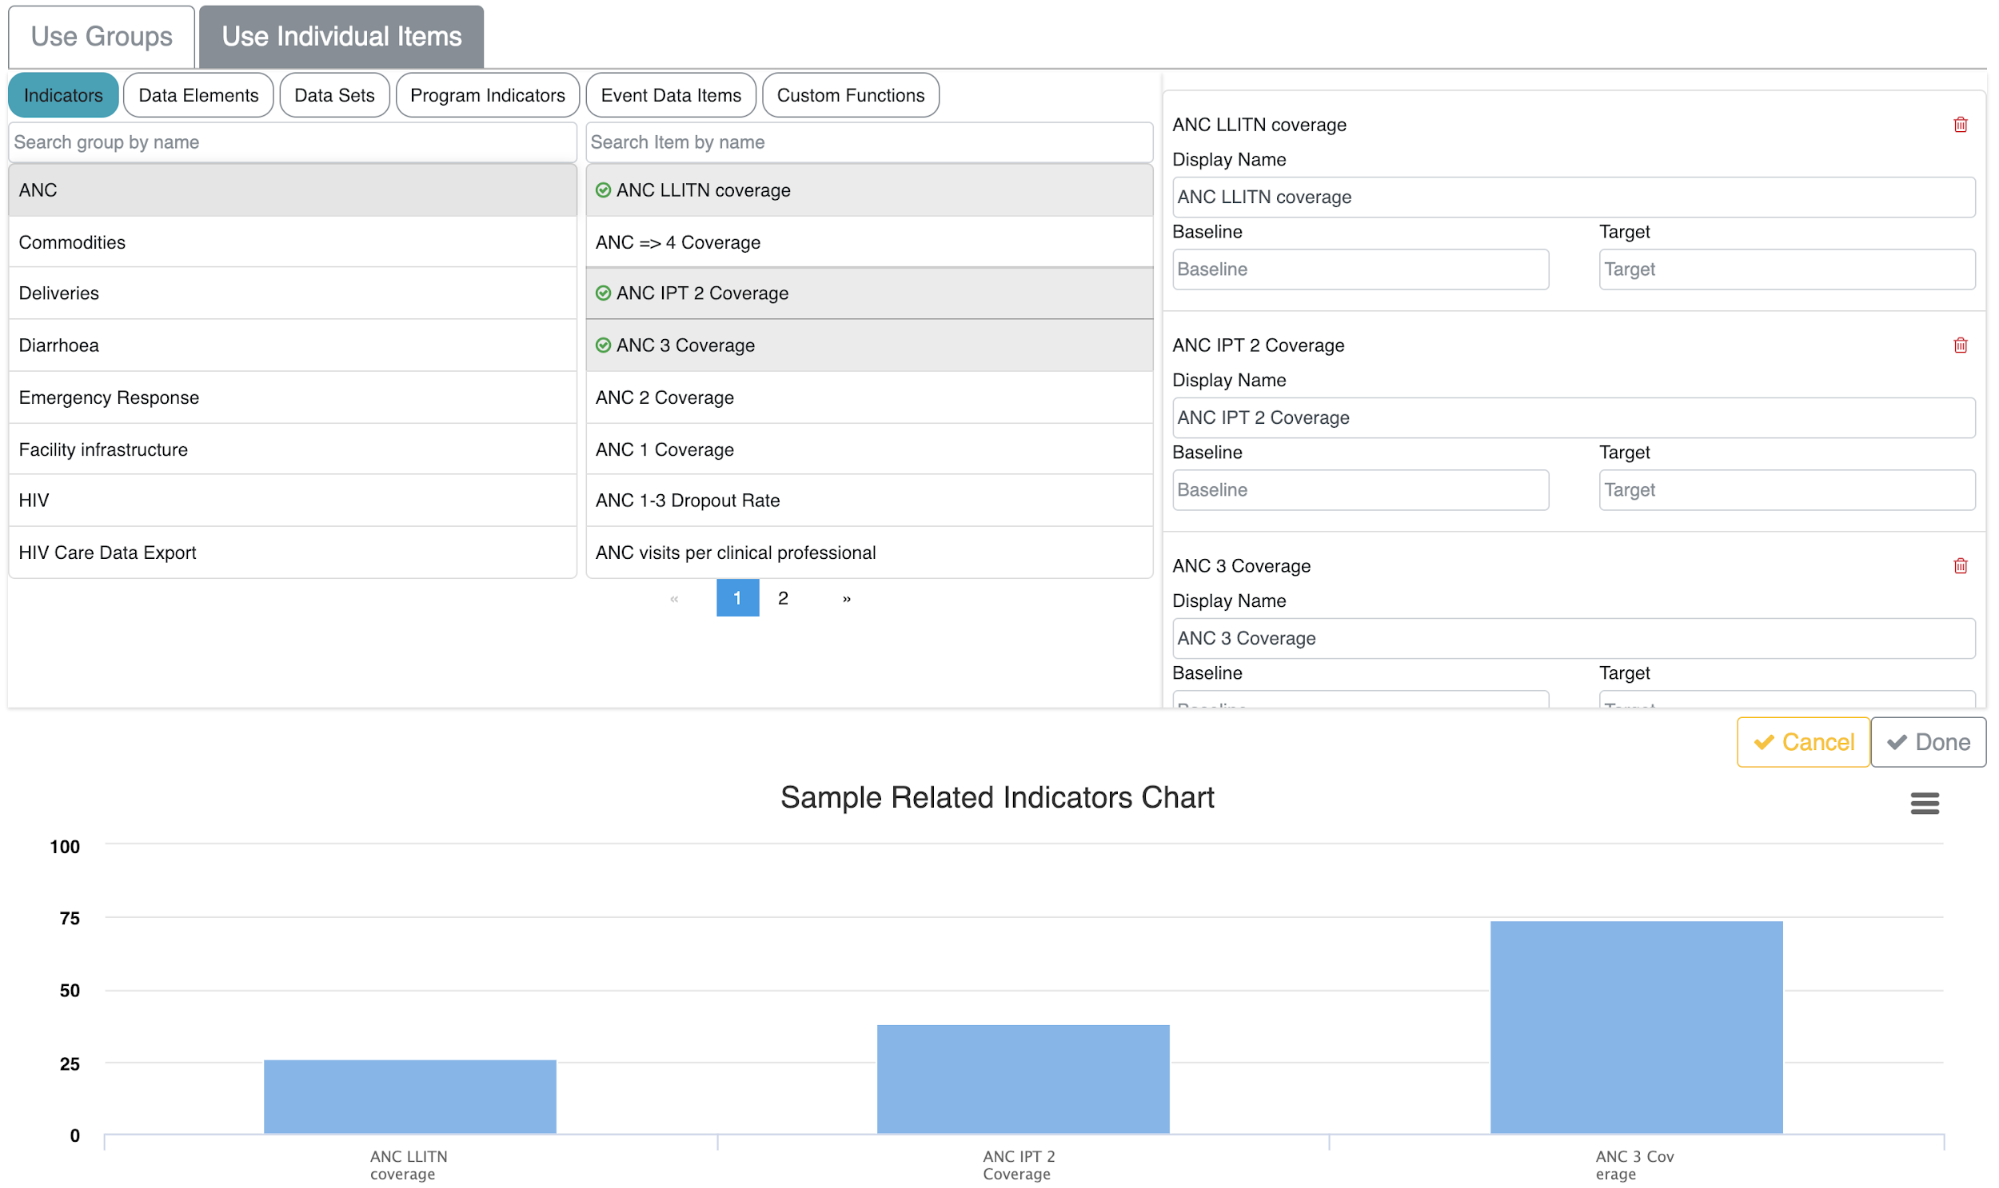 Use Groups
Use Individual Items
Indicators
Data Elements
Data Sets
Program Indicators
Event Data Items
Custom Functions
Search group by name
ANC
Commodities
Deliveries
Diarrhoea
Emergency Response
Facility infrastructure
HIV
HIV Care Data Export
Search Item by name
ANC LLITN coverage
ANC => 4 Coverage
ANC IPT 2 Coverage
ANC 3 Coverage
ANC 2 Coverage
ANC 1 Coverage
ANC 1-3 Dropout Rate
ANC visits per clinical professional
« 1 2 »
ANC LLITN coverage
Display Name
ANC LLITN coverage
Baseline Target
Baseline Target
ANC IPT 2 Coverage
Display Name
ANC IPT 2 Coverage
Baseline Target
Baseline Target
ANC 3 Coverage
Display Name
ANC 3 Coverage
Baseline Target
Baseline Target
Cancel
Done
Sample Related Indicators Chart
100
75
50
25
0
ANC LLITN
coverage
ANC IPT 2
Coverage
ANC 3 Cov
erage